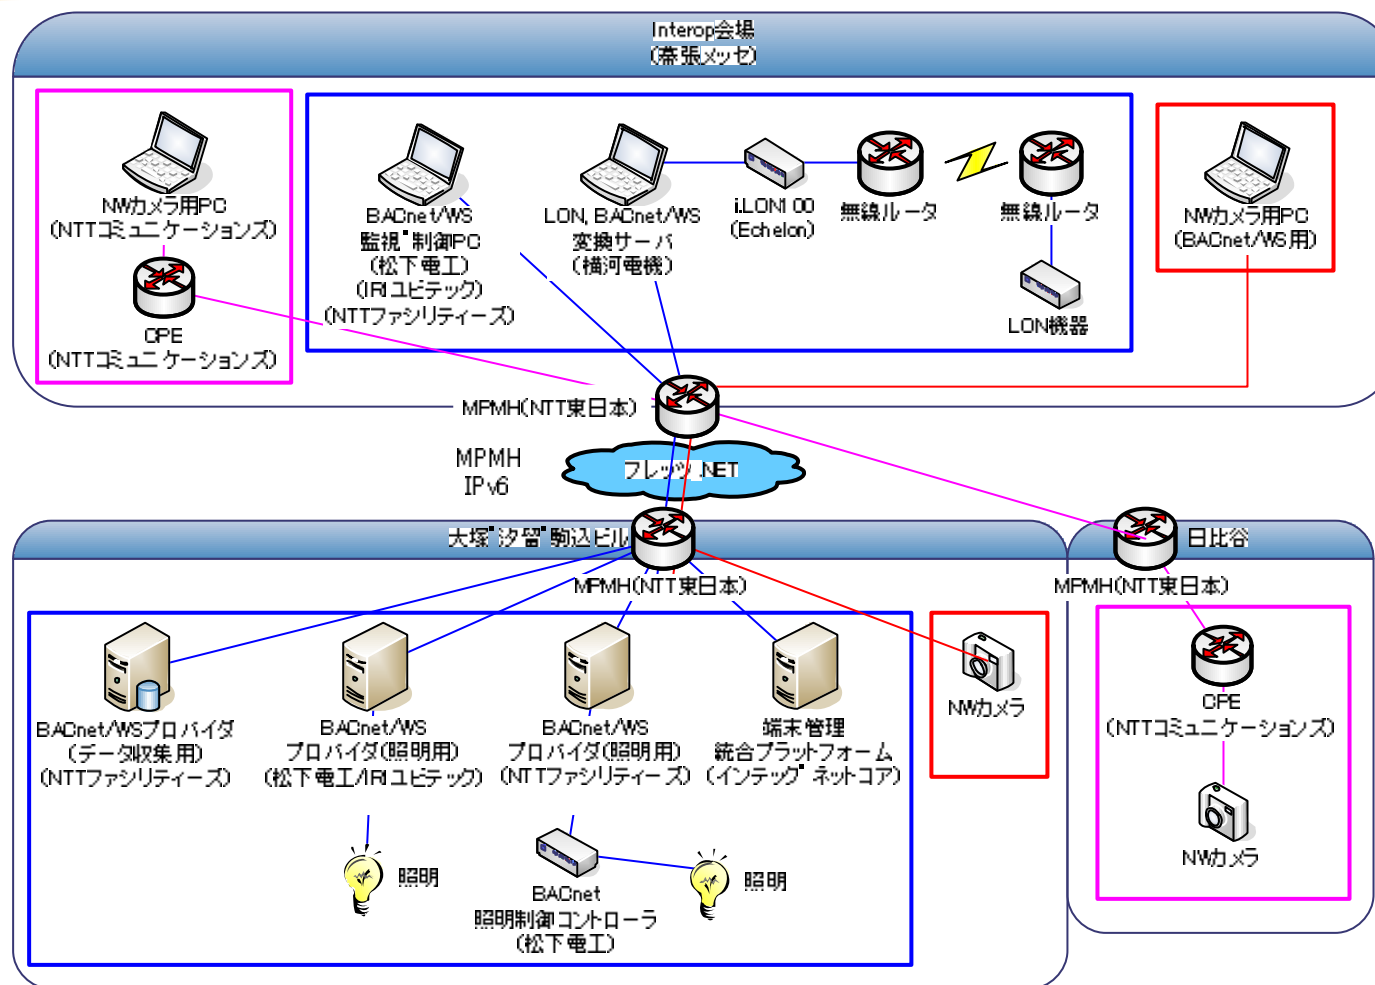 Interop会場
(幕張メッセ)
NWカメラ用PC
(NTTコミュニケーションズ)
CPE
(NTTコミュニケーションズ)
BACnet/WS
監視・制御PC
(松下電工)
(IRIユビテック)
(NTTファシリティーズ)
LON, BACnet/WS
変換サーバ
(横河電機)
i.LON100
(Echelon)
無線ルータ
無線ルータ
LON機器
NWカメラ用PC
(BACnet/WS用)
MPMH(NTT東日本)
MPMH
IPv6
フレッツ.NET
大塚・汐留・駒込ビル
MPMH(NTT東日本)
日比谷
MPMH(NTT東日本)
BACnet/WSプロバイダ
(データ収集用)
(NTTファシリティーズ)
BACnet/WS
プロバイダ(照明用)
(松下電工/IRIユビテック)
BACnet/WS
プロバイダ(照明用)
(NTTファシリティーズ)
端末管理
統合プラットフォーム
(インテック・ネットコア)
NWカメラ
CPE
(NTTコミュニケーションズ)
NWカメラ
照明
BACnet
照明制御コントローラ
(松下電工)
照明